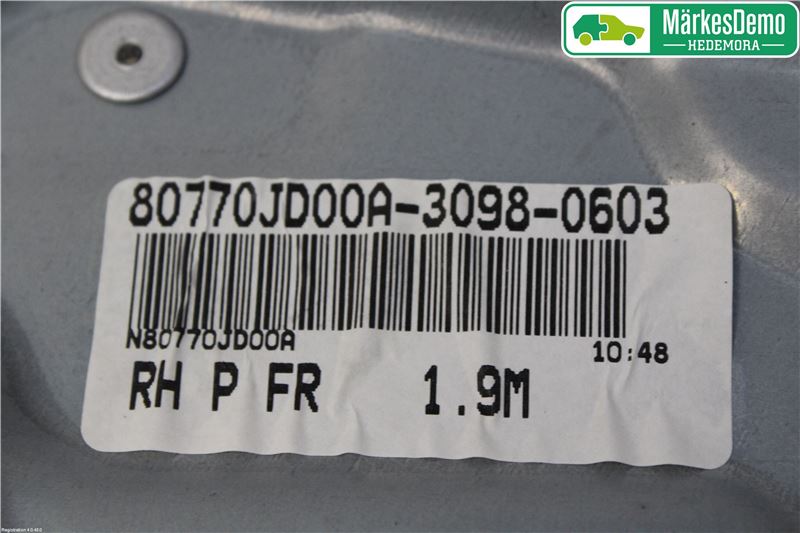 MärkesDemo
HEDEMORA
80770JD00A-3098-0603
N80770JD00A
10:48
RH P FR 1.9M